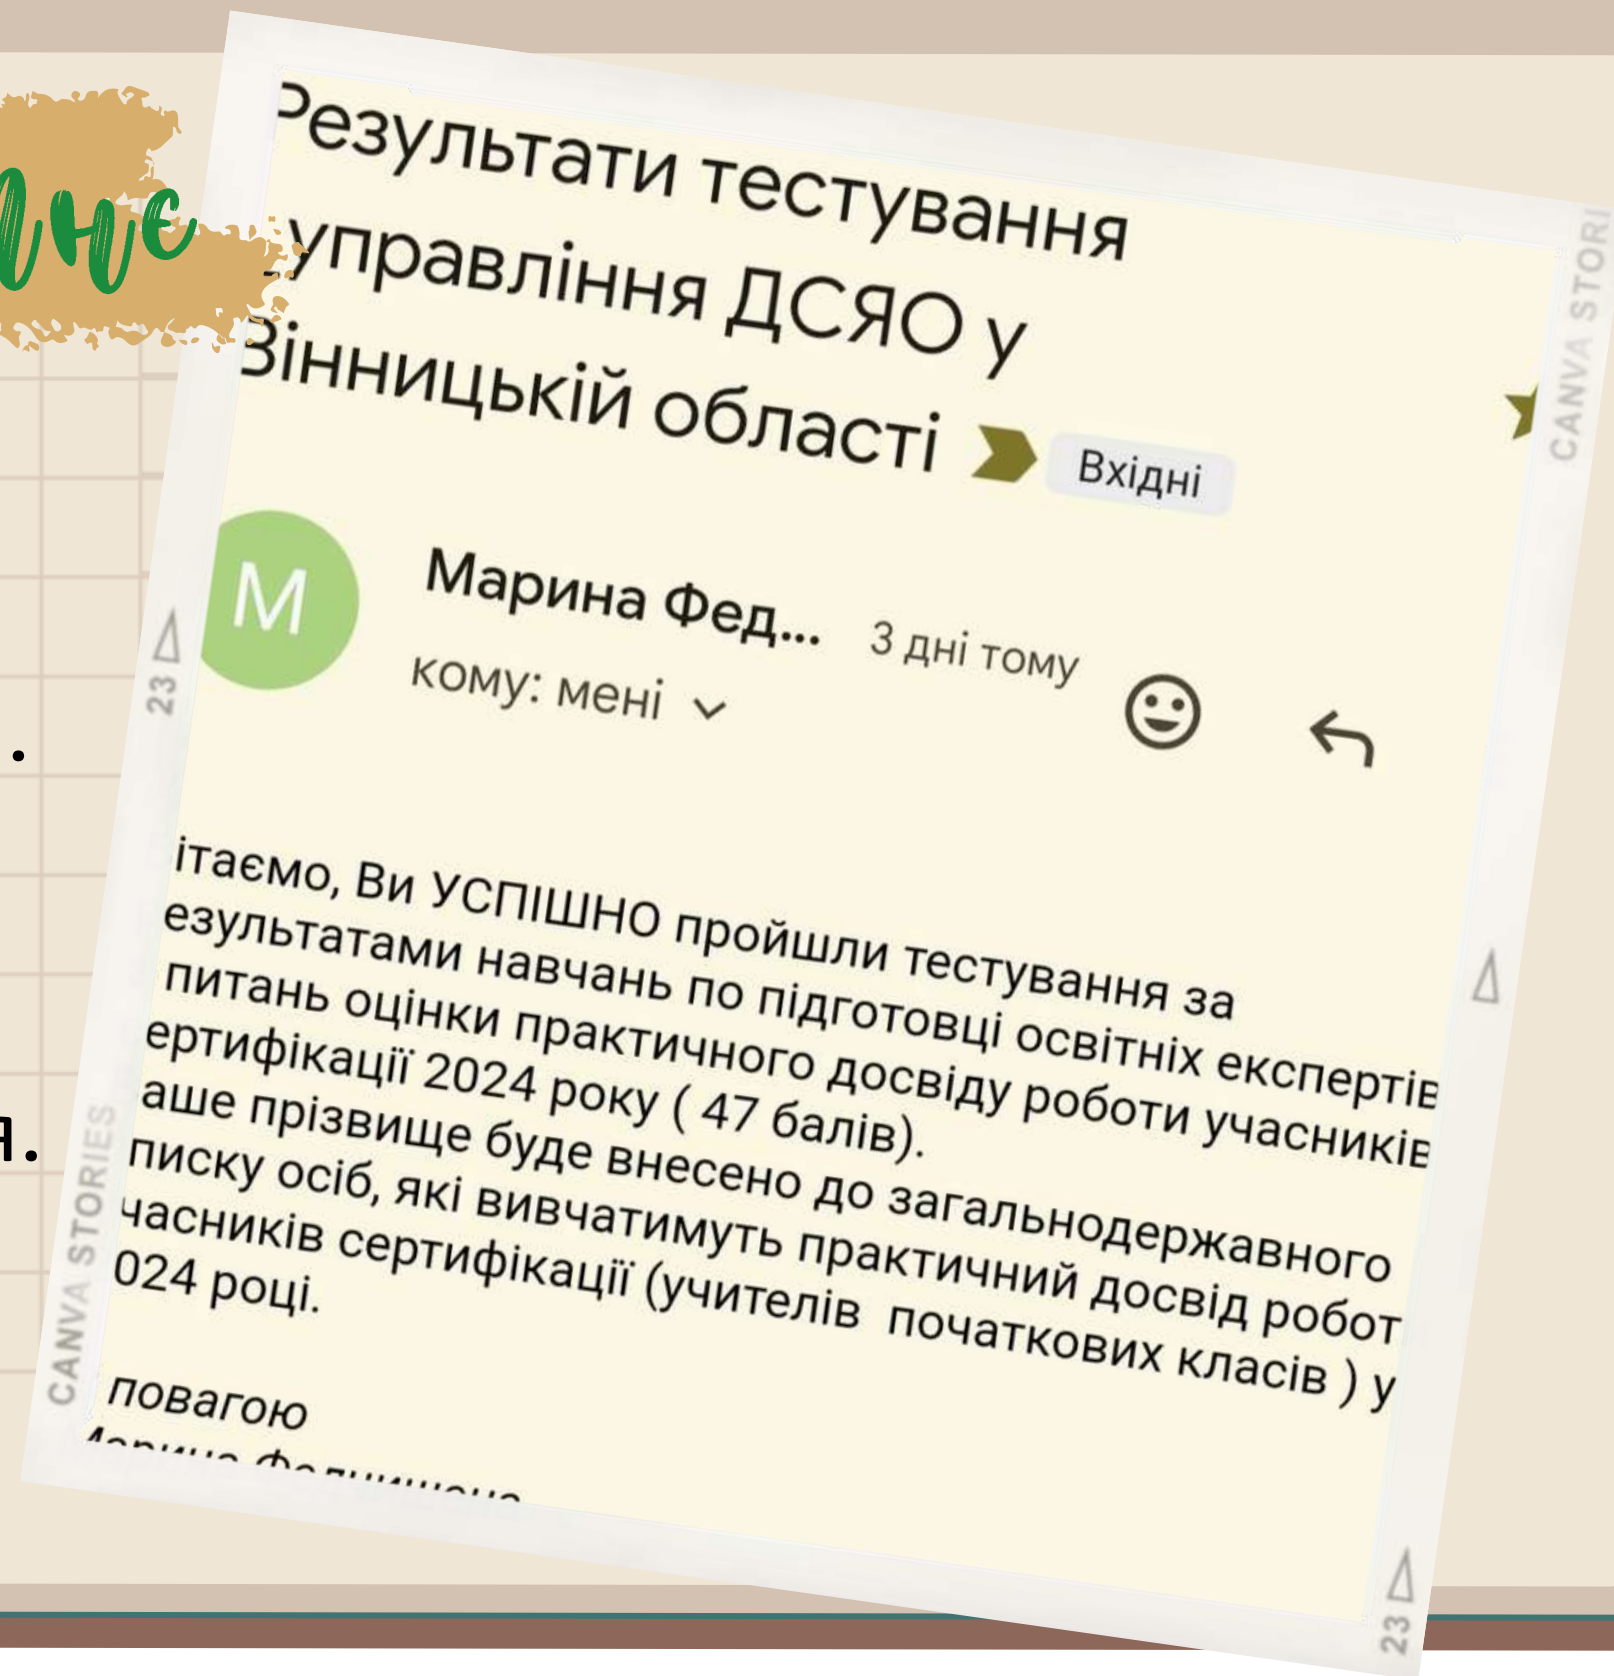 Результати тестування
управління ДСЯО у
Вінницькій області
Вхідні
М
Марина Фед...
3 дні тому
кому: мені
ітаємо, Ви УСПІШНО пройшли тестування за
езультатами навчань по підготовці освітніх експертів
питань оцінки практичного досвіду роботи учасників
ертифікації 2024 року ( 47 балів).
аше прізвище буде внесено до загальнодержавного
писку осіб, які вивчатимуть практичний досвід робот
часників сертифікації (учителів початкових класів ) у
024 році.
повагою
CANVA STORIES
23
CANVA STORI
23